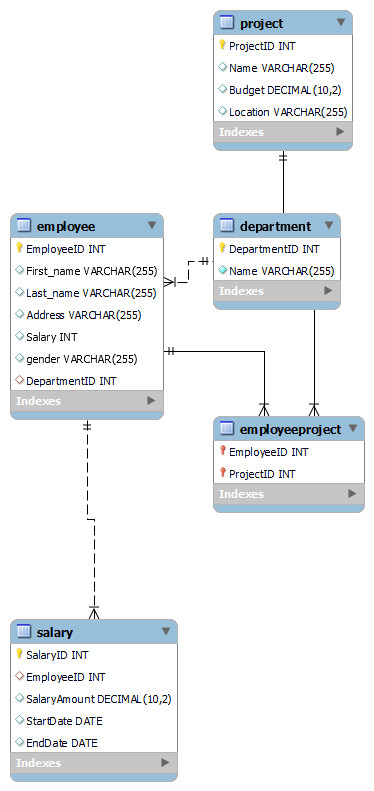 project
ProjectID INT
Name VARCHAR(255)
Budget DECIMAL(10,2)
Location VARCHAR(255)
Indexes
employee
EmployeeID INT
First_name VARCHAR(255)
Last_name VARCHAR(255)
Address VARCHAR(255)
Salary INT
gender VARCHAR(255)
DepartmentID INT
Indexes
department
DepartmentID INT
Name VARCHAR(255)
Indexes
employeeproject
EmployeeID INT
ProjectID INT
Indexes
salary
SalaryID INT
EmployeeID INT
SalaryAmount DECIMAL(10,2)
StartDate DATE
EndDate DATE
Indexes